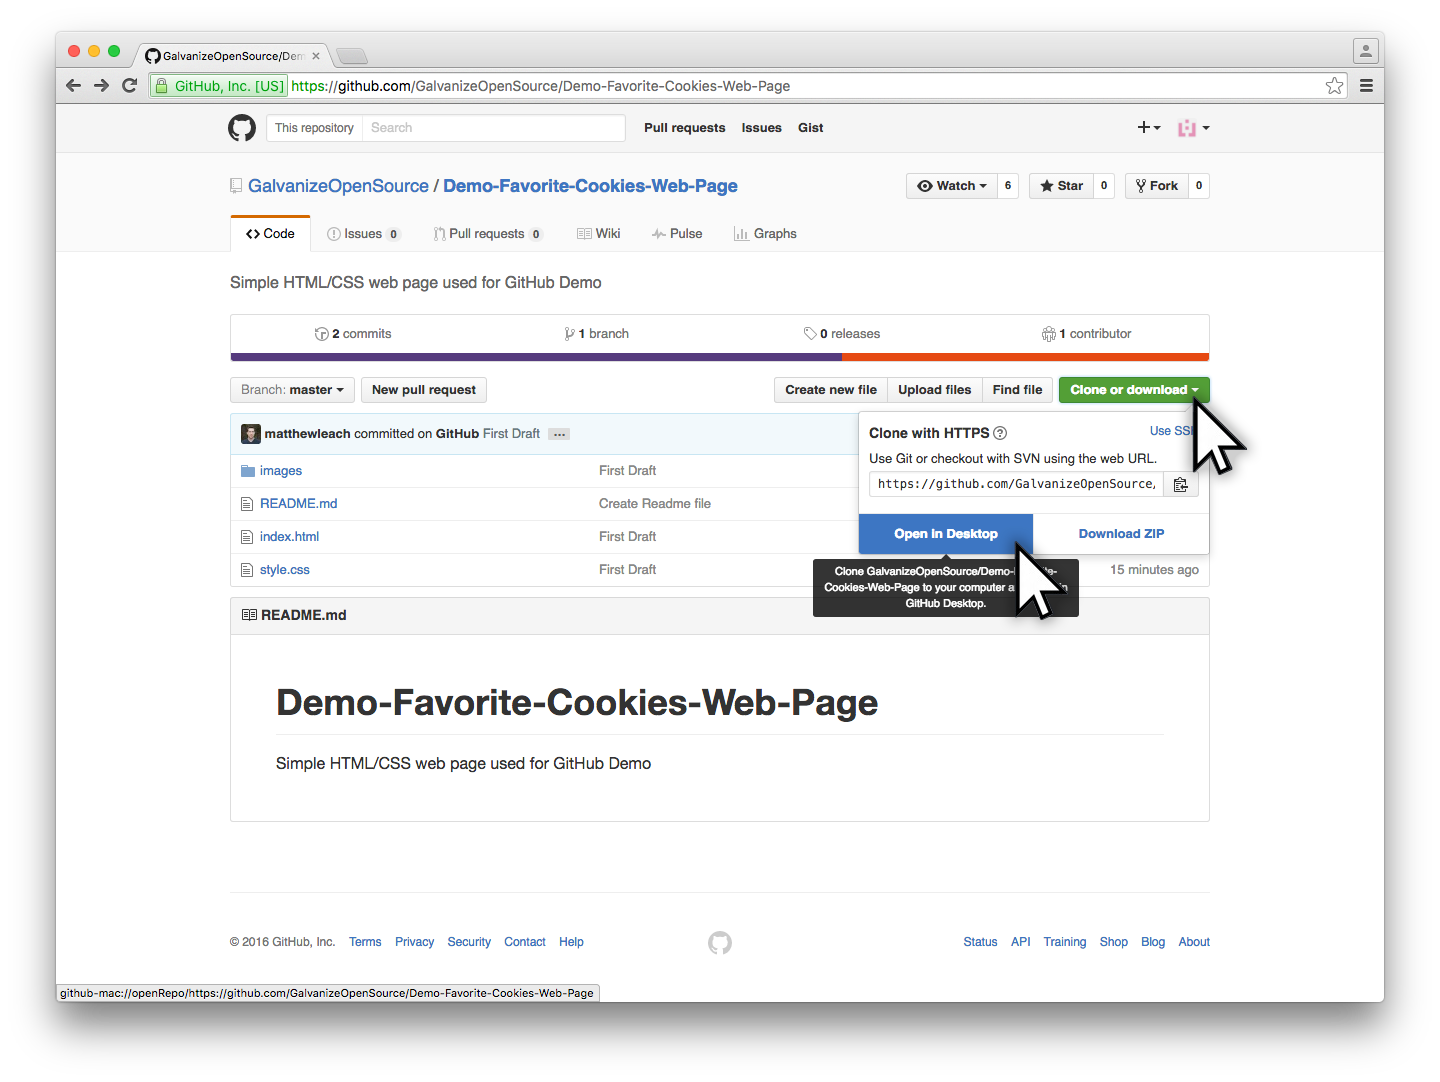 GalvanizeOpenSource/Dem
GitHub, Inc. [US] https://github.com/GalvanizeOpenSource/Demo-Favorite-Cookies-Web-Page
This repository Search Pull requests Issues Gist
GalvanizeOpenSource / Demo-Favorite-Cookies-Web-Page Watch 6 Star 0 Fork 0
Code Issues 0 Pull requests 0 Wiki Pulse Graphs
Simple HTML/CSS web page used for GitHub Demo
2 commits 1 branch 0 releases 1 contributor
Branch: master New pull request Create new file Upload files Find file Clone or download
matthewleach committed on GitHub First Draft ...
images First Draft
README.md Create Readme file
index.html First Draft
style.css First Draft 15 minutes ago
Clone with HTTPS Use SSH
Use Git or checkout with SVN using the web URL.
https://github.com/GalvanizeOpenSource/
Open in Desktop Download ZIP
Clone GalvanizeOpenSource/Demo-
Cookies-Web-Page to your computer
GitHub Desktop.
README.md
Demo-Favorite-Cookies-Web-Page
Simple HTML/CSS web page used for GitHub Demo
© 2016 GitHub, Inc. Terms Privacy Security Contact Help Status API Training Shop Blog About
github-mac://openRepo/https://github.com/GalvanizeOpenSource/Demo-Favorite-Cookies-Web-Page